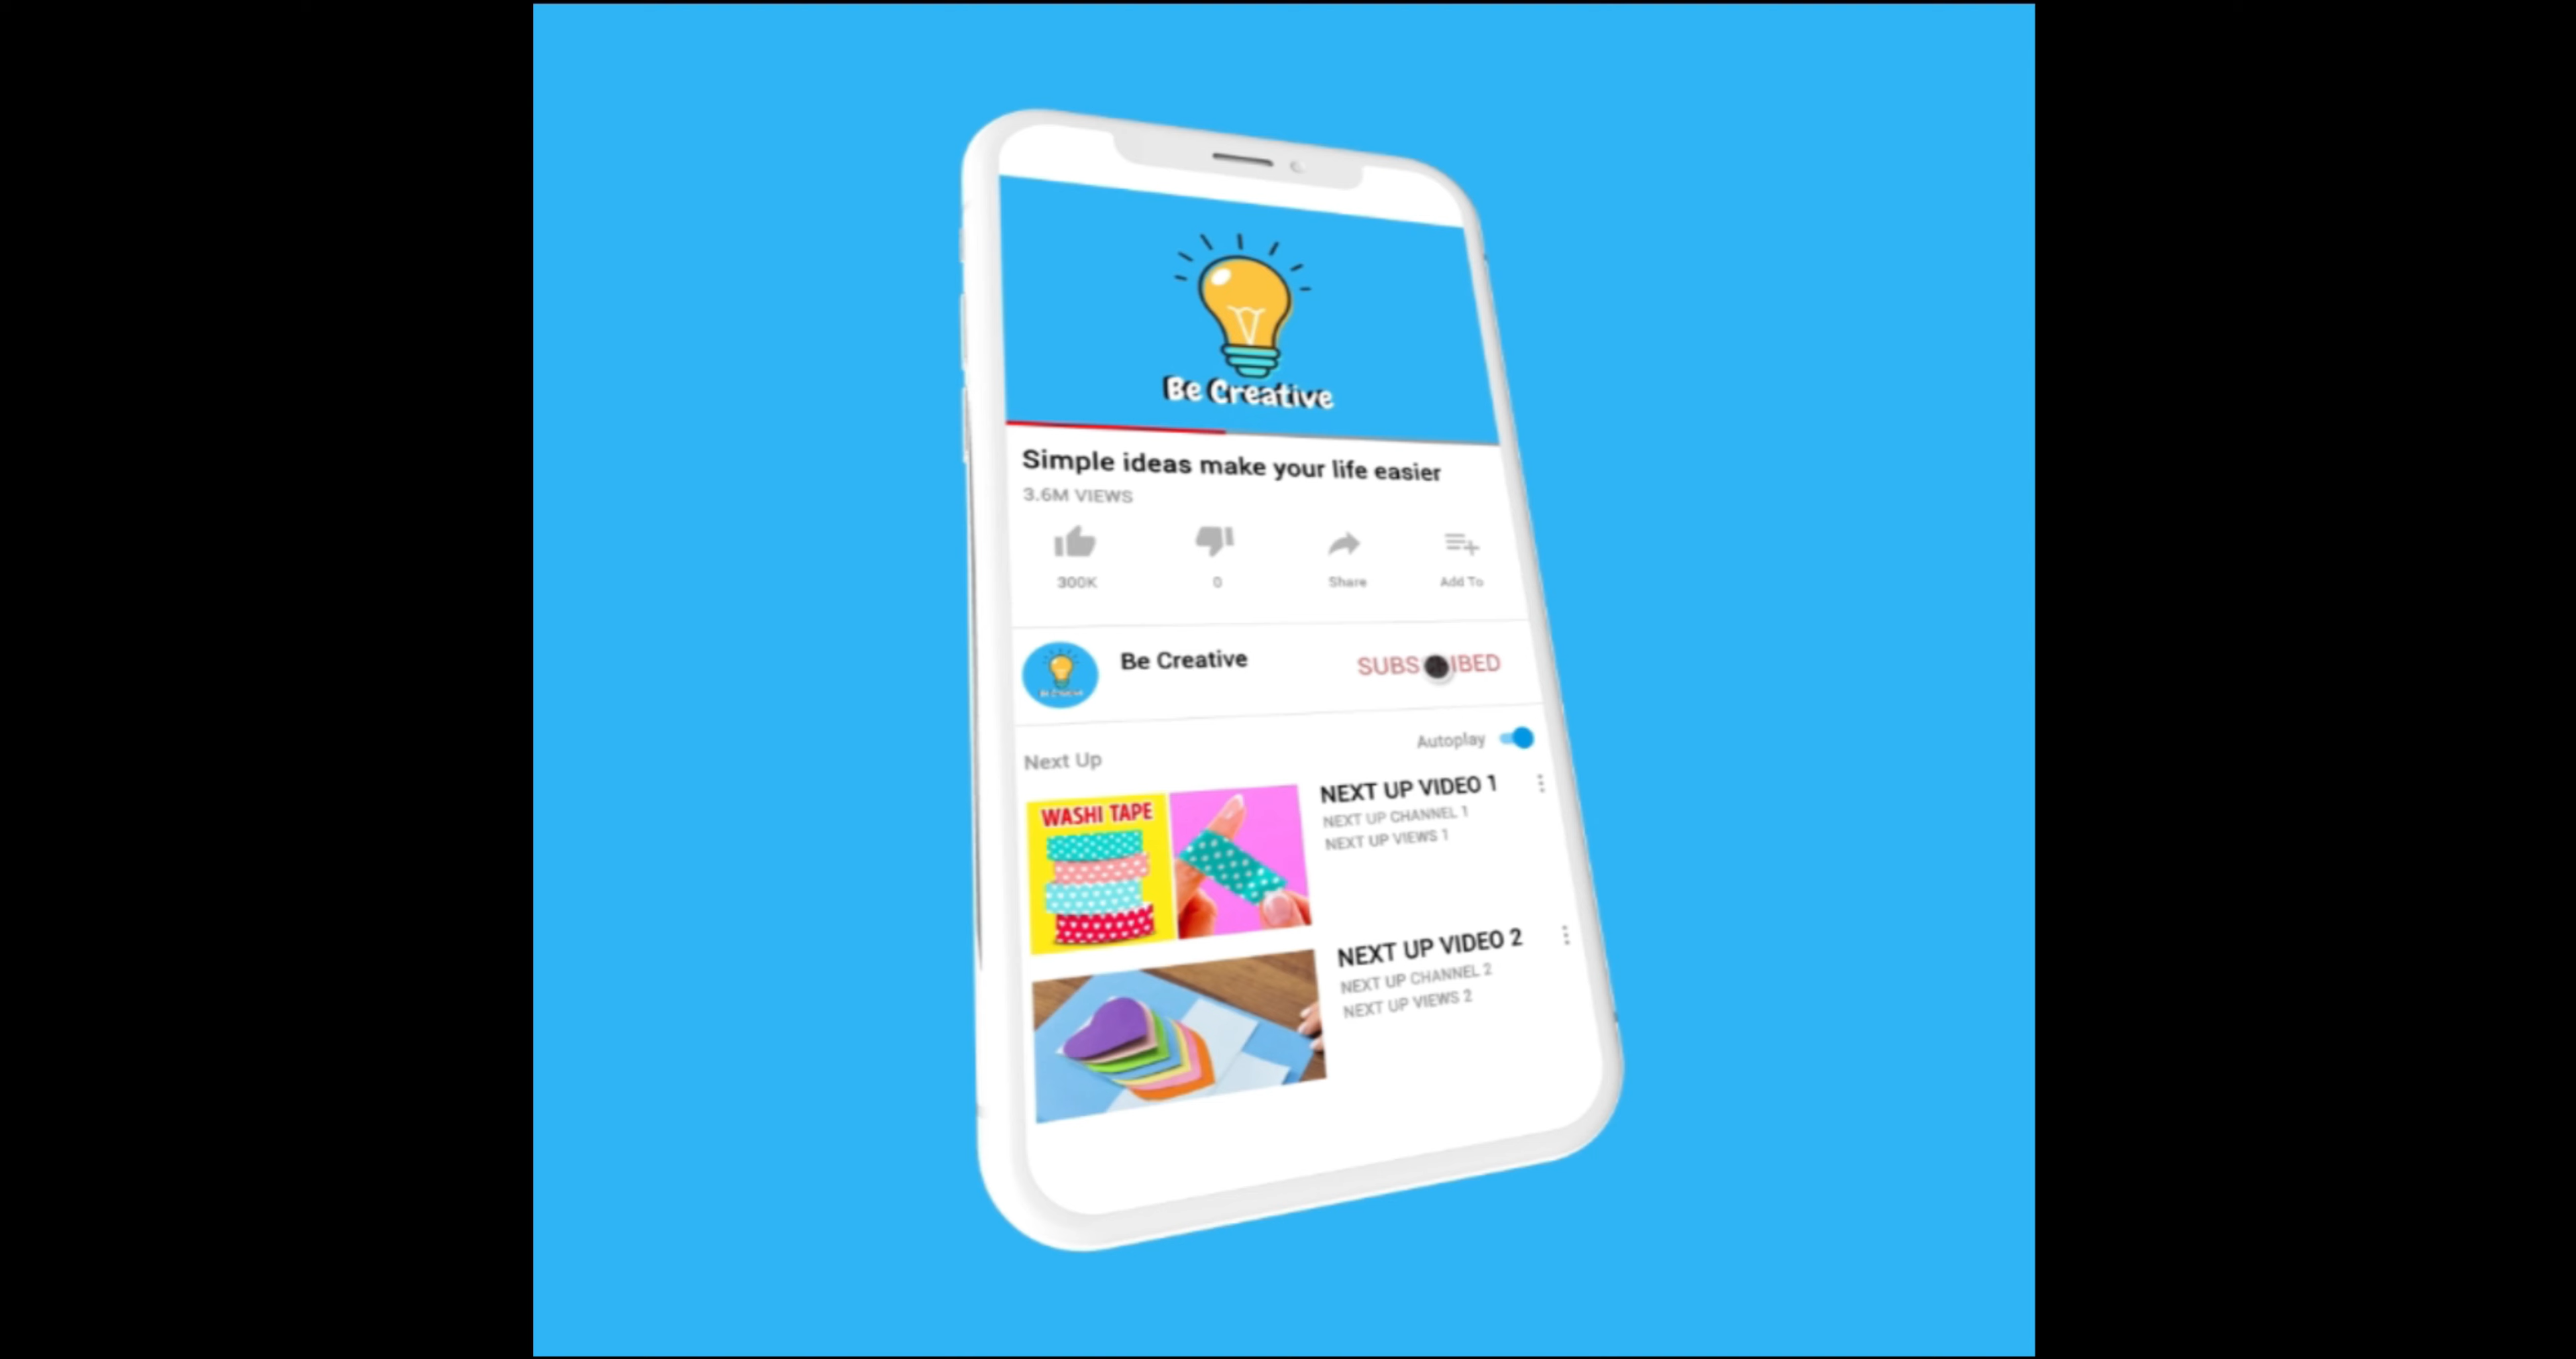 Be Creative
Simple ideas make your life easier
3.6M VIEWS
300K
0
Share
Add To
Be Creative
SUBS IBED
Next Up
Autoplay
WASHI TAPE
NEXT UP VIDEO 1
NEXT UP CHANNEL 1
NEXT UP VIEWS 1
NEXT UP VIDEO 2
NEXT UP CHANNEL 2
NEXT UP VIEWS 2